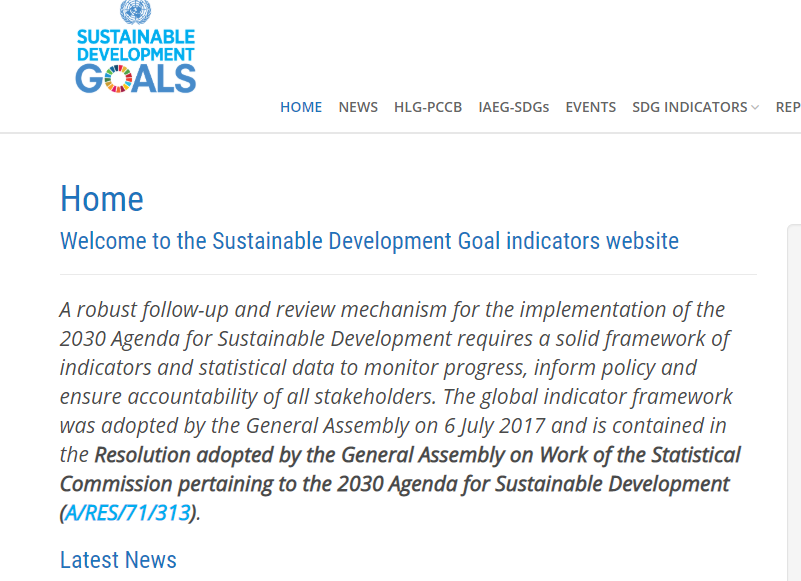 SUSTAINABLE
DEVELOPMENT
GOALS
HOME NEWS HLG-PCCB IAEG-SDGs EVENTS SDG INDICATORS REP
Home
Welcome to the Sustainable Development Goal indicators website
A robust follow-up and review mechanism for the implementation of the
2030 Agenda for Sustainable Development requires a solid framework of
indicators and statistical data to monitor progress, inform policy and
ensure accountability of all stakeholders. The global indicator framework
was adopted by the General Assembly on 6 July 2017 and is contained in
the Resolution adopted by the General Assembly on Work of the Statistical
Commission pertaining to the 2030 Agenda for Sustainable Development
(A/RES/71/313).
Latest News